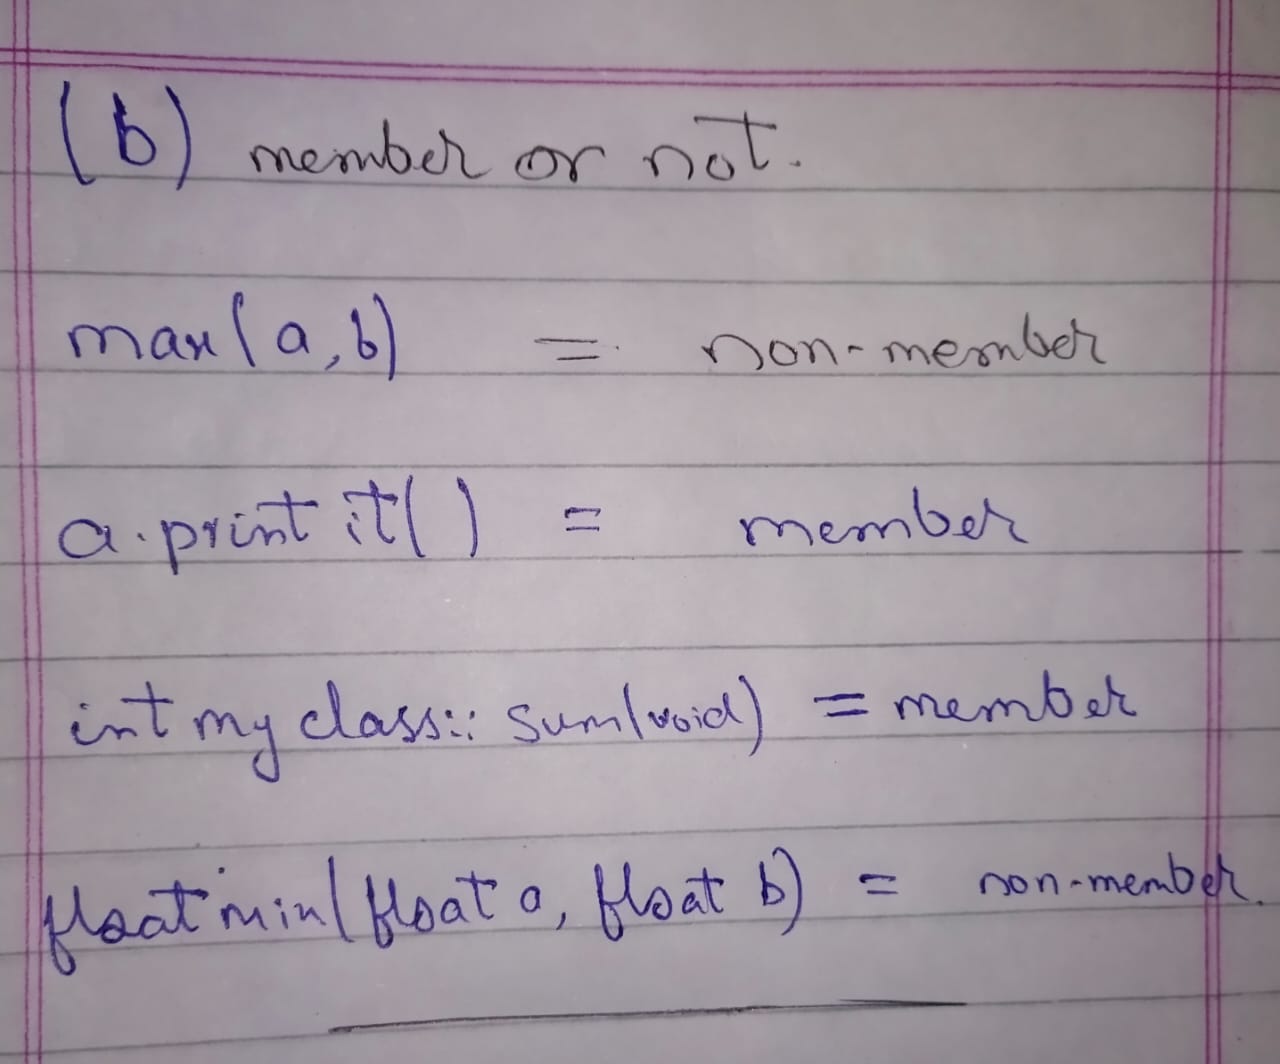 (b) member or not.
max(a,b) = non-member
a.print it() = member
int my class:: sum(void) = member
float min(float a, float b) = non-member.